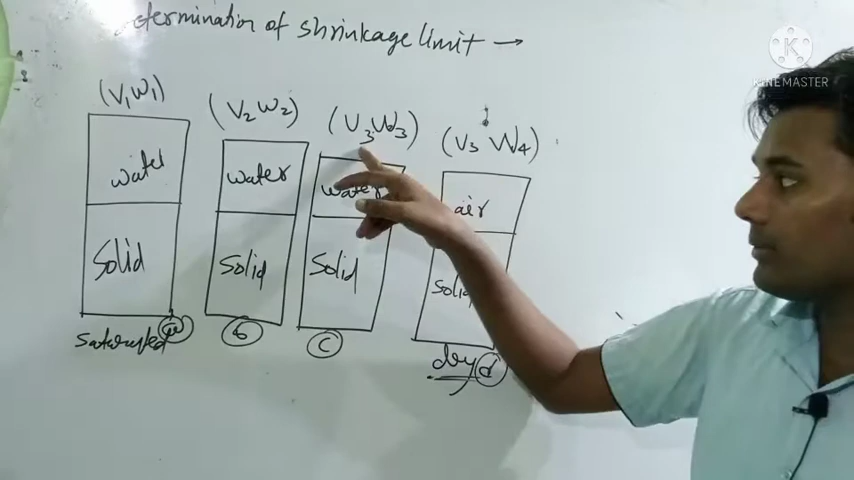 determination of shrinkage limit →
(V₁W₁)
(V₂W₂)
(V₃W₃)
(V₃ W₄)
water
water
water
air
Solid
Solid
Solid
Solid
saturated a
b
c
dry d
KINEMASTER